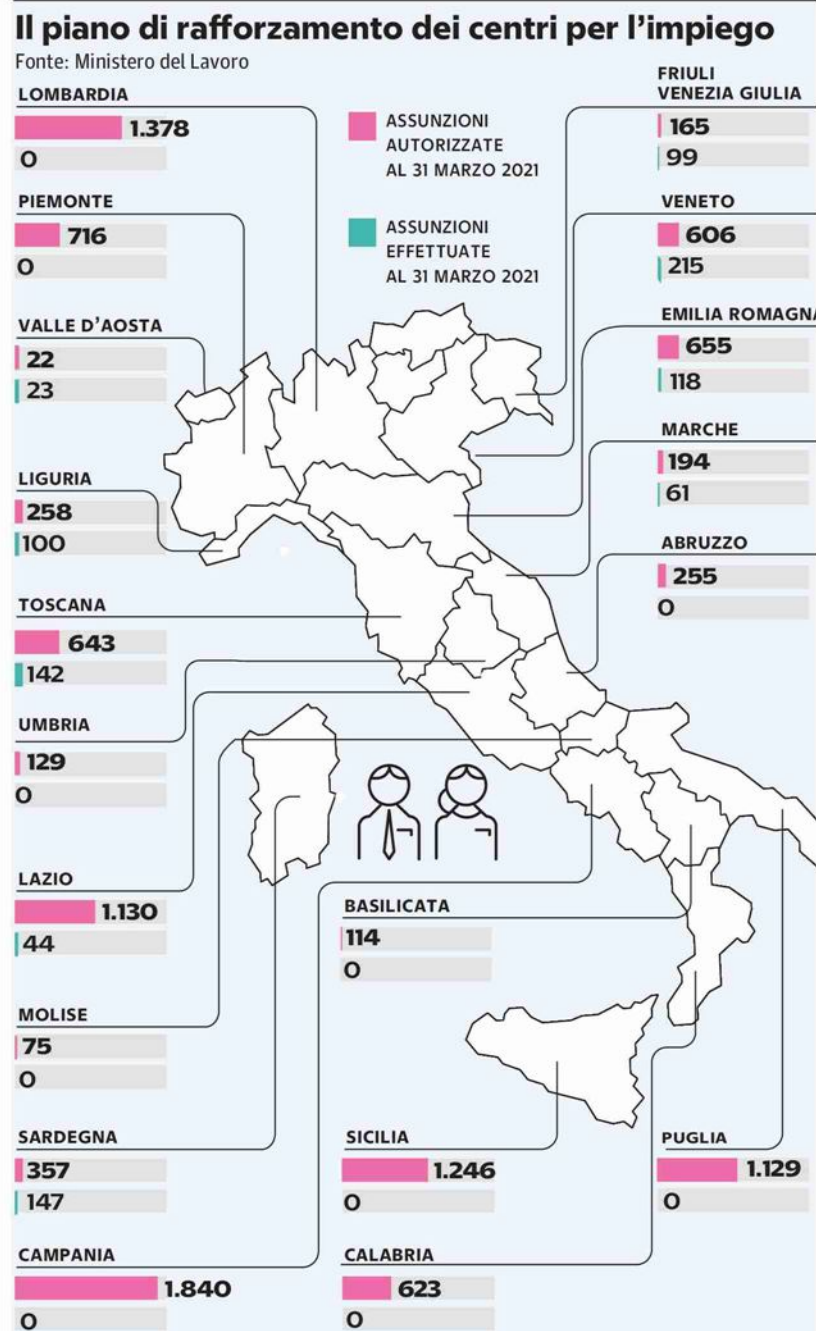 Il piano di rafforzamento dei centri per l'impiego
Fonte: Ministero del Lavoro
LOMBARDIA
1.378
0
PIEMONTE
716
0
VALLE D'AOSTA
22
23
LIGURIA
258
100
TOSCANA
643
142
UMBRIA
129
0
LAZIO
1.130
44
MOLISE
75
0
SARDEGNA
357
147
CAMPANIA
1.840
0
ASSUNZIONI
AUTORIZZATE
AL 31 MARZO 2021
ASSUNZIONI
EFFETTUATE
AL 31 MARZO 2021
BASILICATA
114
0
SICILIA
1.246
0
CALABRIA
623
0
FRIULI
VENEZIA GIULIA
165
99
VENETO
606
215
EMILIA ROMAGNA
655
118
MARCHE
194
61
ABRUZZO
255
0
PUGLIA
1.129
0